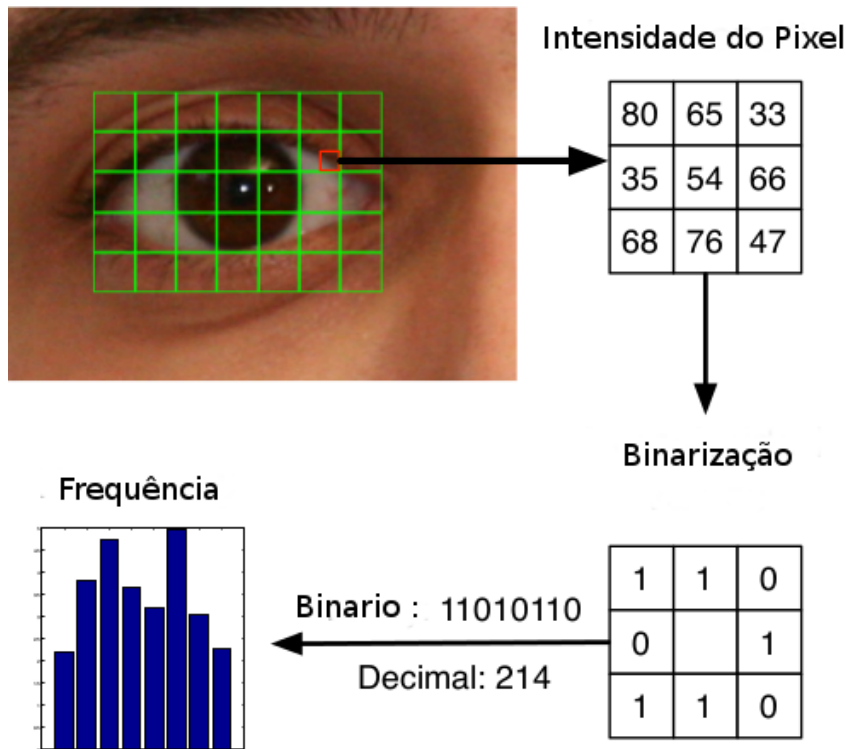 Intensidade do Pixel
80 65 33
35 54 66
68 76 47
Binarização
Frequência
1 1 0
Binario : 11010110
0 1
Decimal: 214
1 1 0